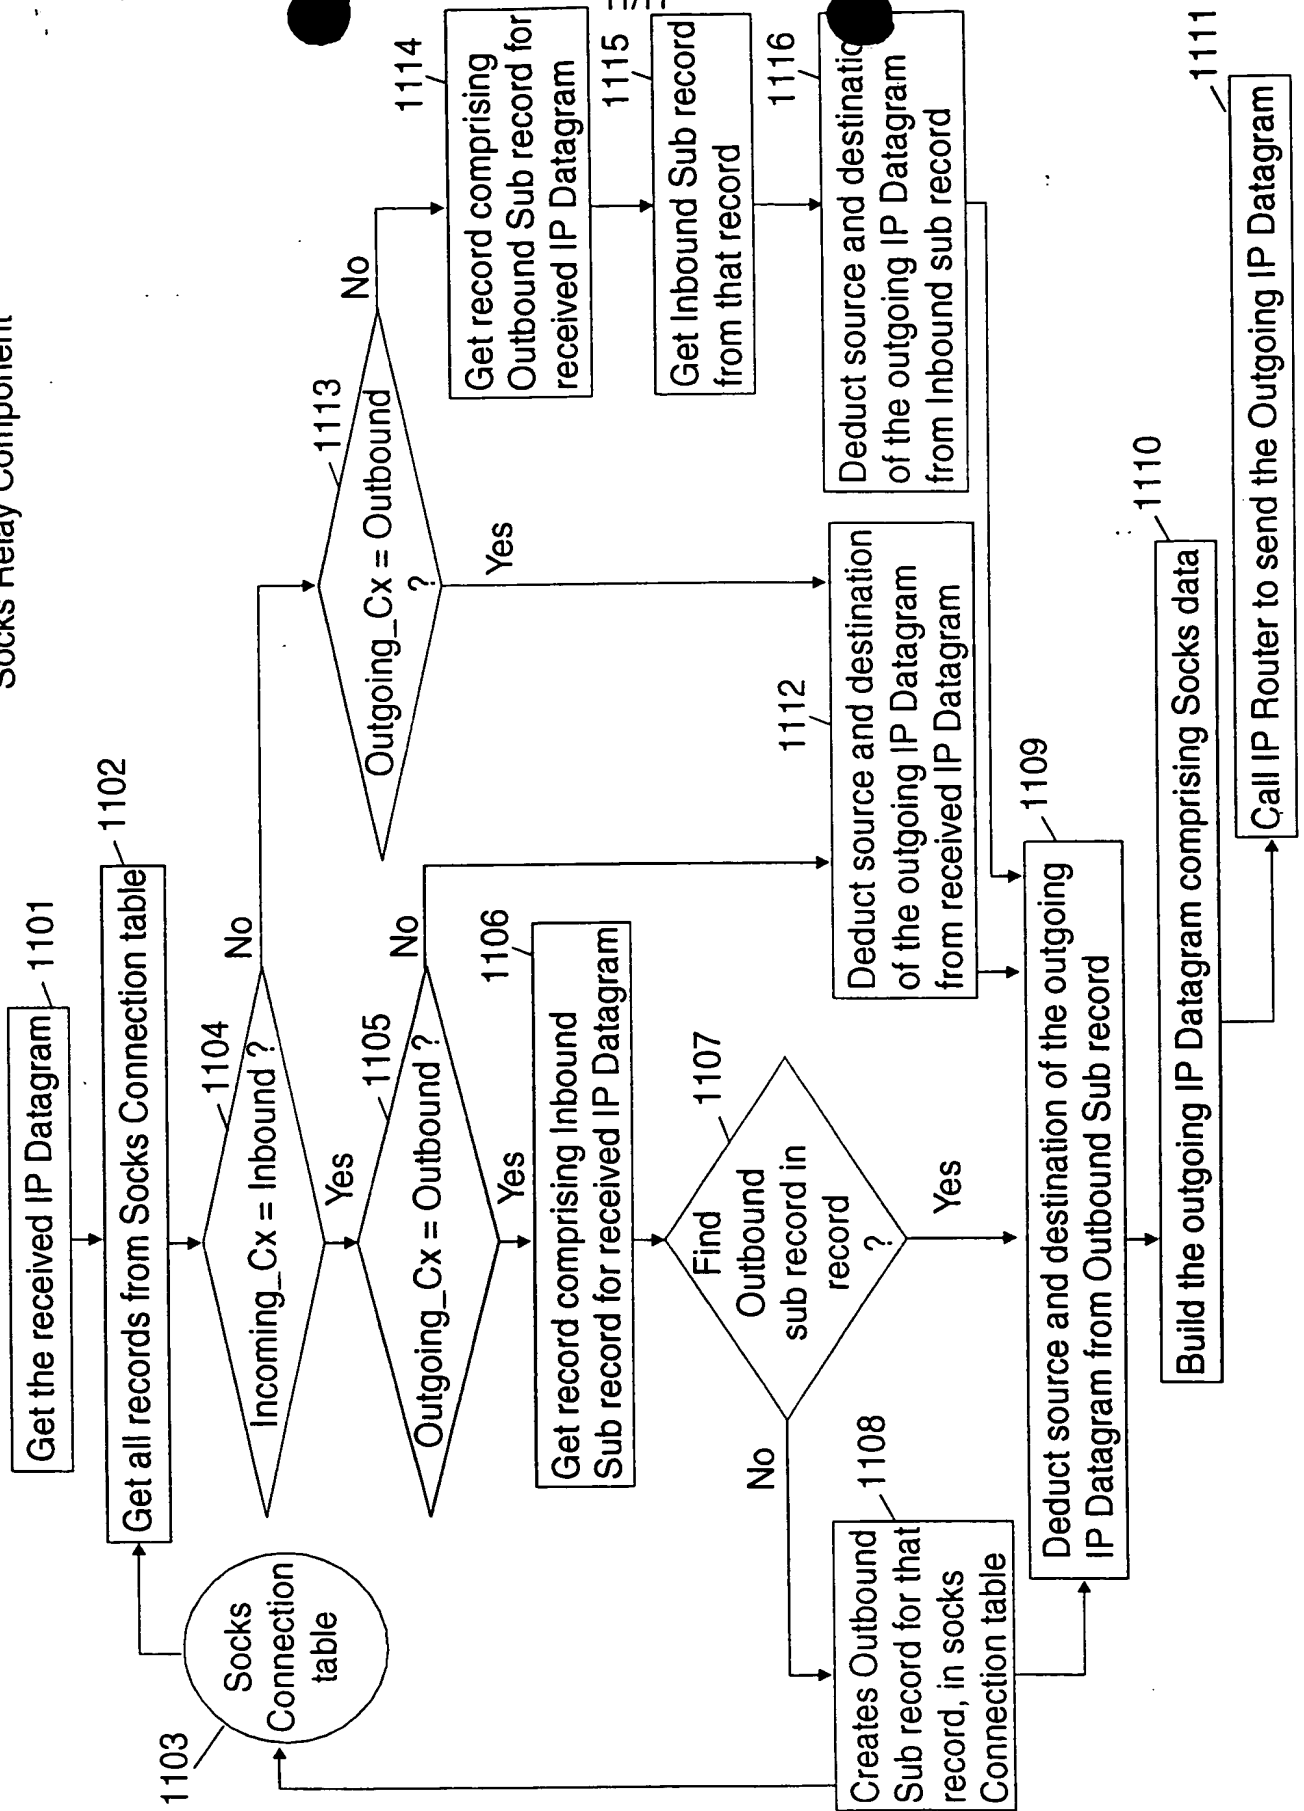 Socks Relay Component
11/11
Get the received IP Datagram
1101
Get all records from Socks Connection table
1102
Socks
Connection
table
1103
Incoming_Cx = Inbound ?
1104
No
Yes
Outgoing_Cx = Outbound ?
1105
No
Yes
Get record comprising Inbound
Sub record for received IP Datagram
1106
Find
Outbound
sub record in
record
?
1107
No
Yes
Creates Outbound
Sub record for that
record, in socks
Connection table
1108
Deduct source and destination of the outgoing
IP Datagram from Outbound Sub record
1109
Build the outgoing IP Datagram comprising Socks data
1110
Call IP Router to send the Outgoing IP Datagram
1111
Deduct source and destination
of the outgoing IP Datagram
from received IP Datagram
1112
Outgoing_Cx = Outbound
?
1113
No
Yes
Get record comprising
Outbound Sub record for
received IP Datagram
1114
Get Inbound Sub record
from that record
1115
Deduct source and destinatio
of the outgoing IP Datagram
from Inbound sub record
1116